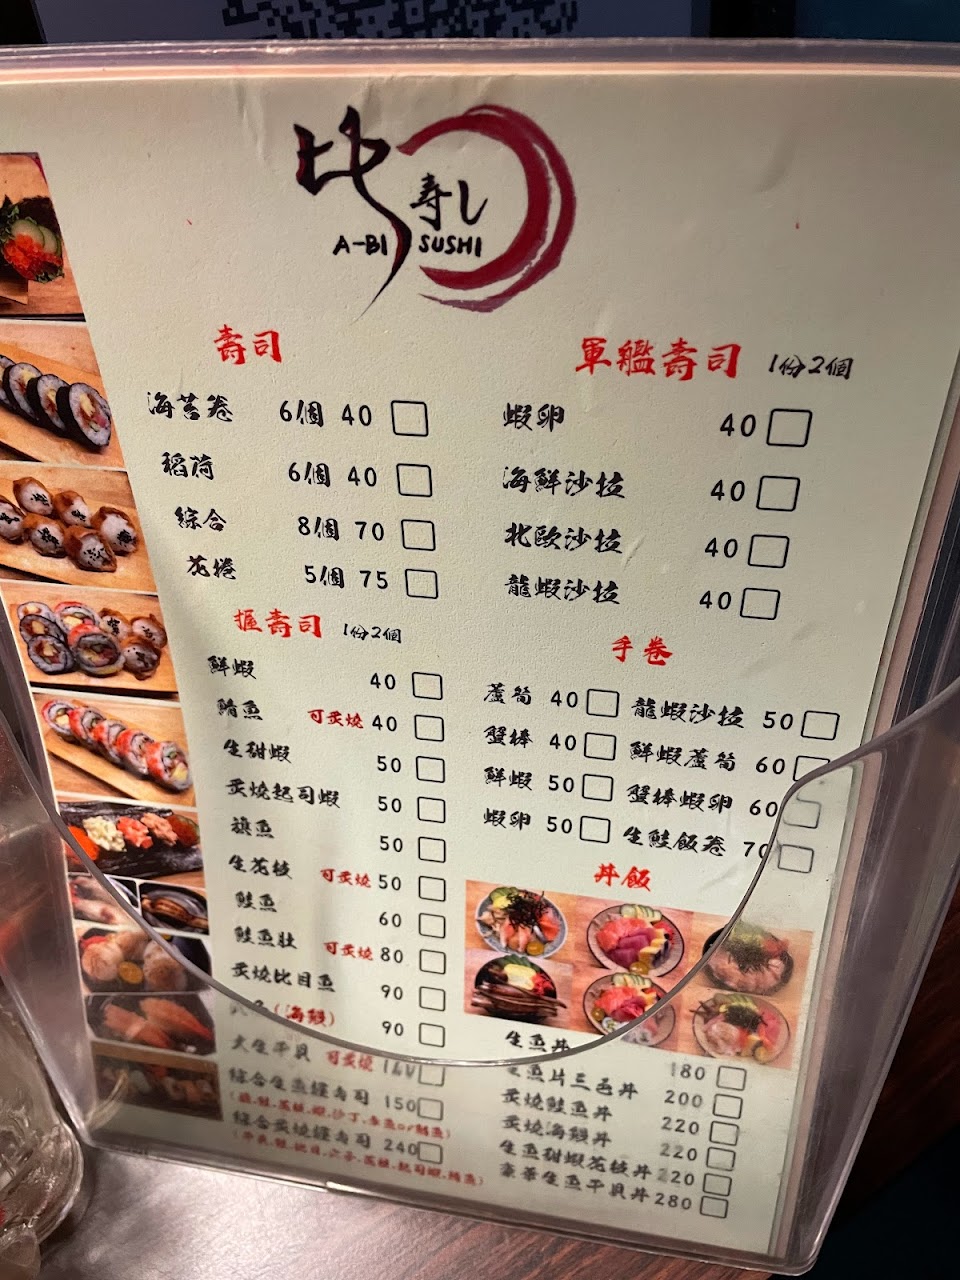 比
寿し
A-BI SUSHI
壽司
海苔卷 6個 40
稻荷 6個 40
綜合 8個 70
花捲 5個 75
握壽司 1份2個
鮮蝦 40
鯖魚 可炙燒 40
生甜蝦 50
炙燒起司蝦 50
旗魚 50
生花枝 可炙燒 50
鮭魚 60
鮭魚肚 可炙燒 80
炙燒比目魚 90
(海鰻) 90
大生干貝 可炙燒
綜合生魚握壽司 150
綜合炙燒握壽司 240
軍艦壽司 1份2個
蝦卵 40
海鮮沙拉 40
北歐沙拉 40
龍蝦沙拉 40
手卷
蘆筍 40 龍蝦沙拉 50
蟹棒 40 鮮蝦蘆筍 60
鮮蝦 50 蟹棒蝦卵 60
蝦卵 50 生鮭飯卷 70
丼飯
生魚丼 180
生魚片三色丼 200
炙燒鮭魚丼 220
炙燒海鰻丼 220
生魚甜蝦花枝丼 220
豪華生魚干貝丼 280